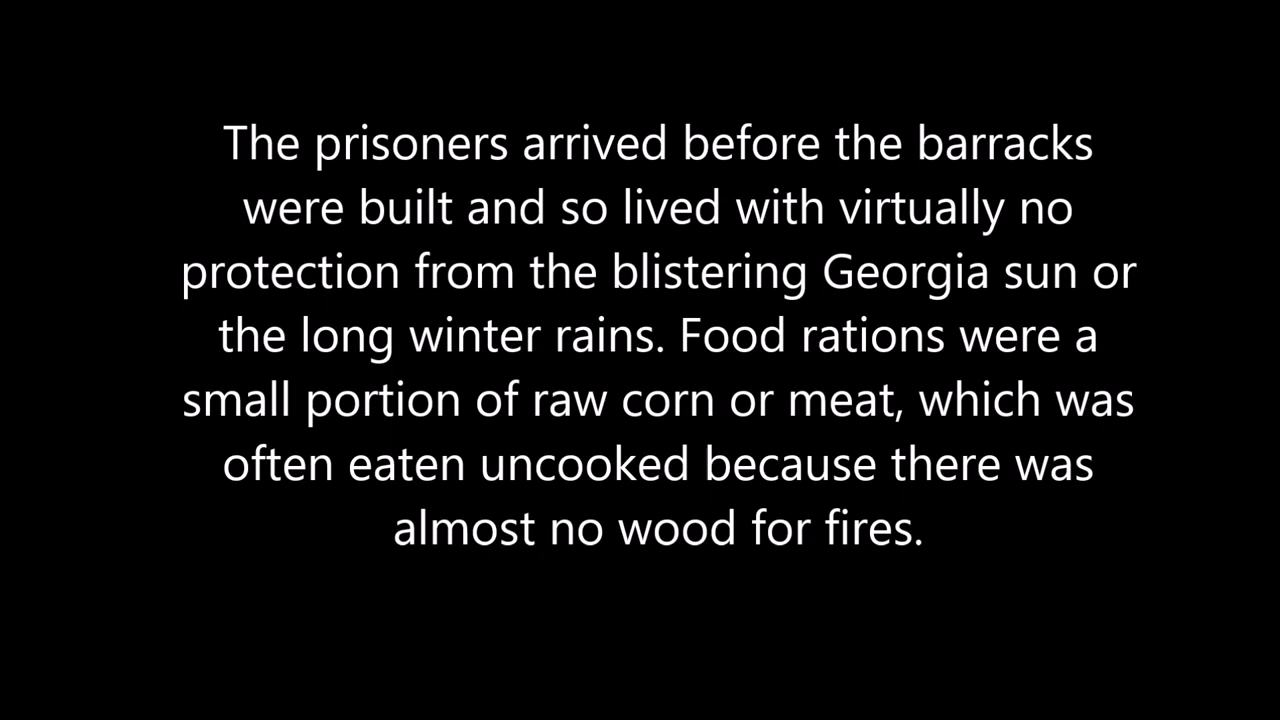 The prisoners arrived before the barracks
were built and so lived with virtually no
protection from the blistering Georgia sun or
the long winter rains. Food rations were a
small portion of raw corn or meat, which was
often eaten uncooked because there was
almost no wood for fires.